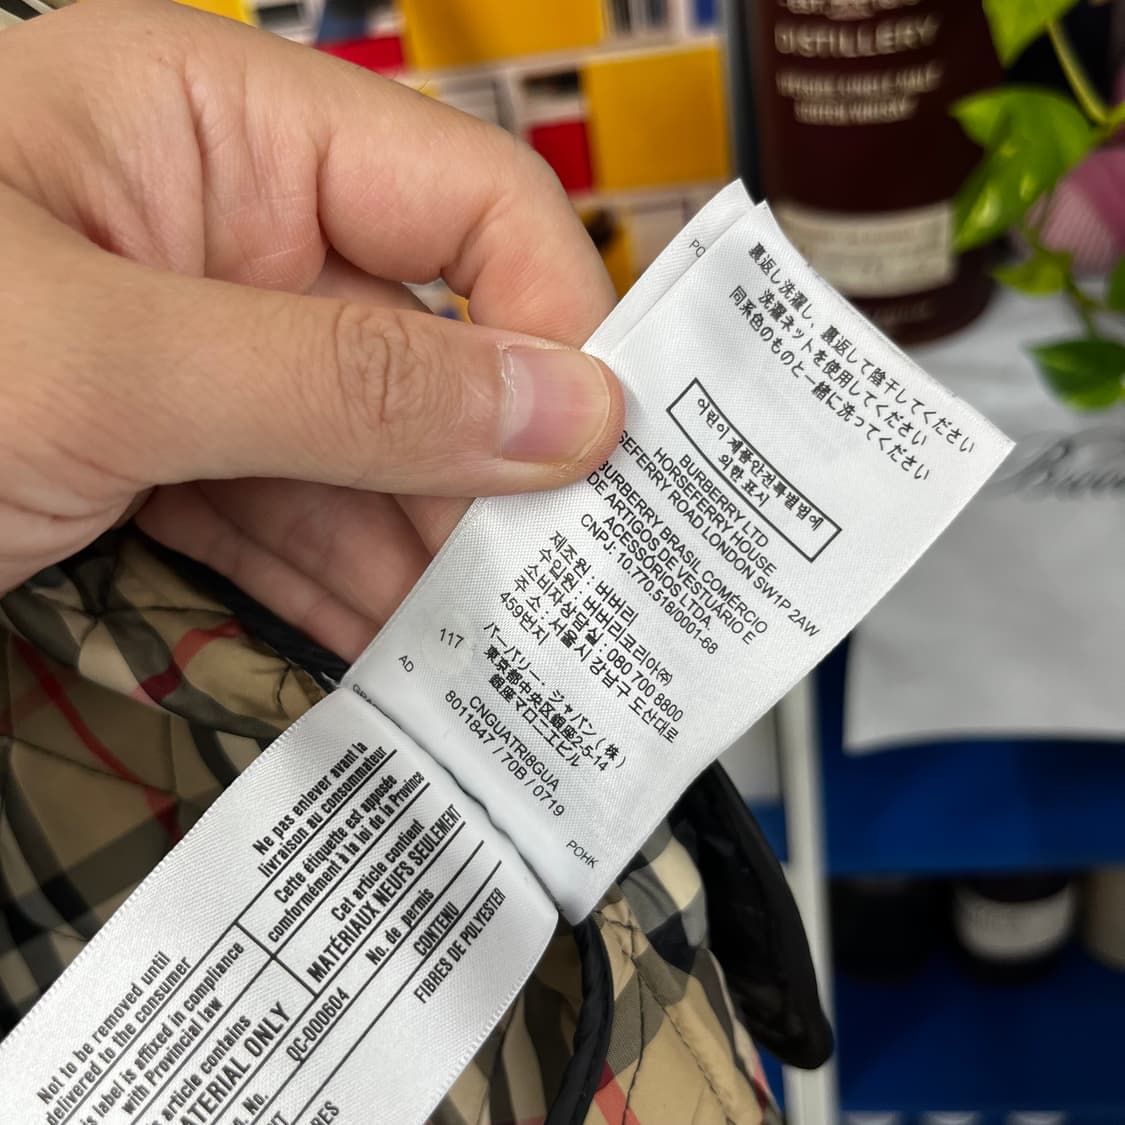 DISTILLERY
PO
裏返し洗濯し、裏返して陰干してください
洗濯ネットを使用してください
同系色のものと一緒に洗ってください
어린이제품안전특별법에
의한 표시
BURBERRY LTD
HORSEFERRY HOUSE
SEFERRY ROAD LONDON SW1P 2AW
BURBERRY BRASIL COMÉRCIO
DE ARTIGOS DE VESTUÁRIO E
ACESSÓRIOS LTDA.
CNPJ: 10.770.518/0001-68
제조원 : 버버리
수입원 : 버버리코리아㈜
소비자상담실 : 080 700 8800
주 소 : 서울시 강남구 도산대로
459번지
バーバリー・ジャパン(株)
東京都中央区銀座2-5-14
銀座マロニエビル
CNGUATRI8GUA
8011847 / 70B / 0719
117
AD
POHK
Ne pas enlever avant la
livraison au consommateur
Cette étiquette est apposée
comformément à la loi de la Province
Cet article contient
MATÉRIAUX NEUFS SEULEMENT
No. de permis
CONTENU
FIBRES DE POLYESTER
Not to be removed until
delivered to the consumer
is label is affixed in compliance
with Provincial law
s article contains
ATERIAL ONLY
. No. QC-000604